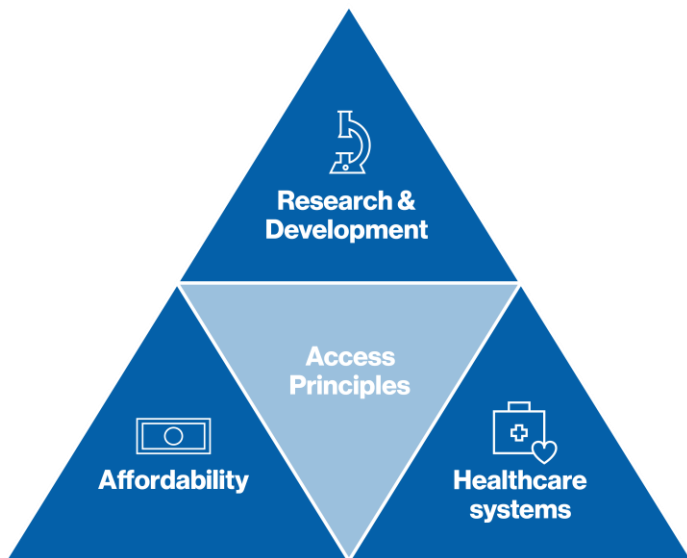 Research &
Development
Access
Principles
Affordability
Healthcare
systems